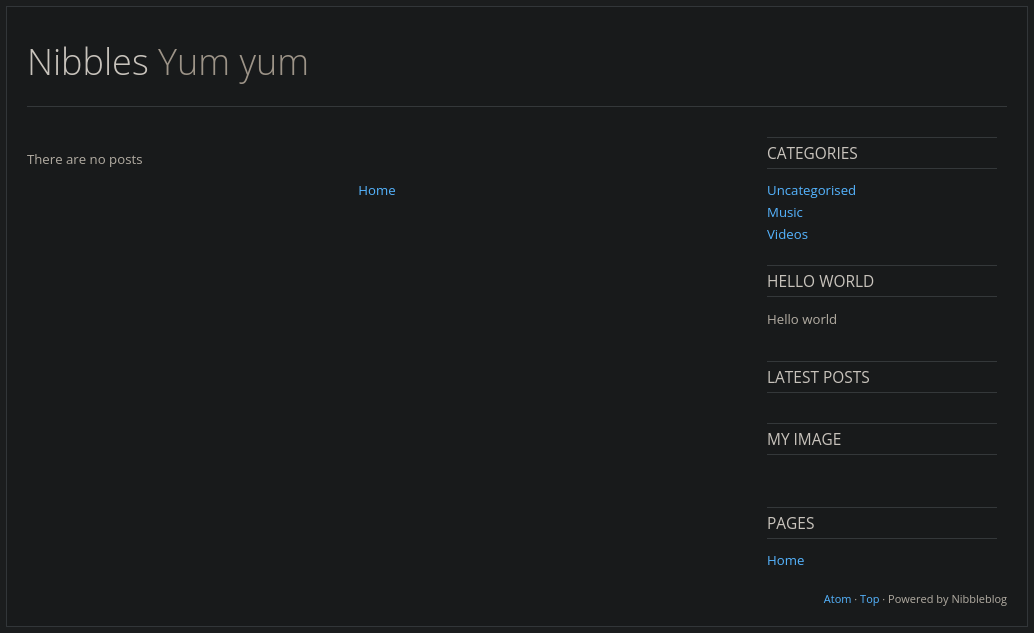 Nibbles Yum yum
There are no posts
Home
CATEGORIES
Uncategorised
Music
Videos
HELLO WORLD
Hello world
LATEST POSTS
MY IMAGE
PAGES
Home
Atom · Top · Powered by Nibbleblog